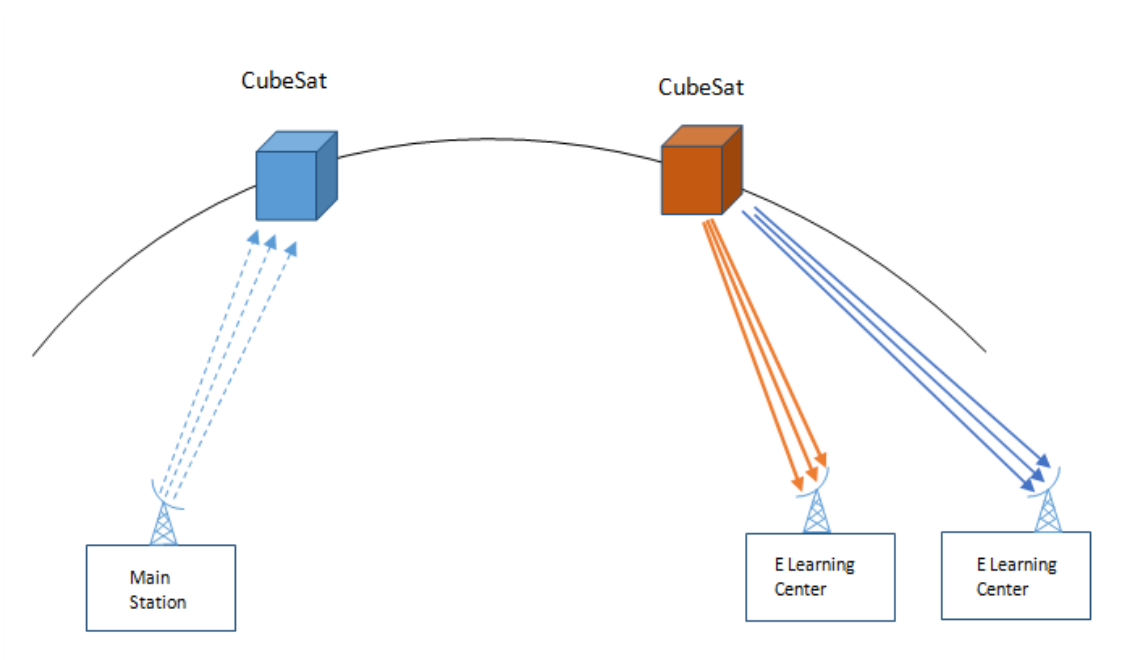 CubeSat
CubeSat
Main
Station
E Learning
Center
E Learning
Center